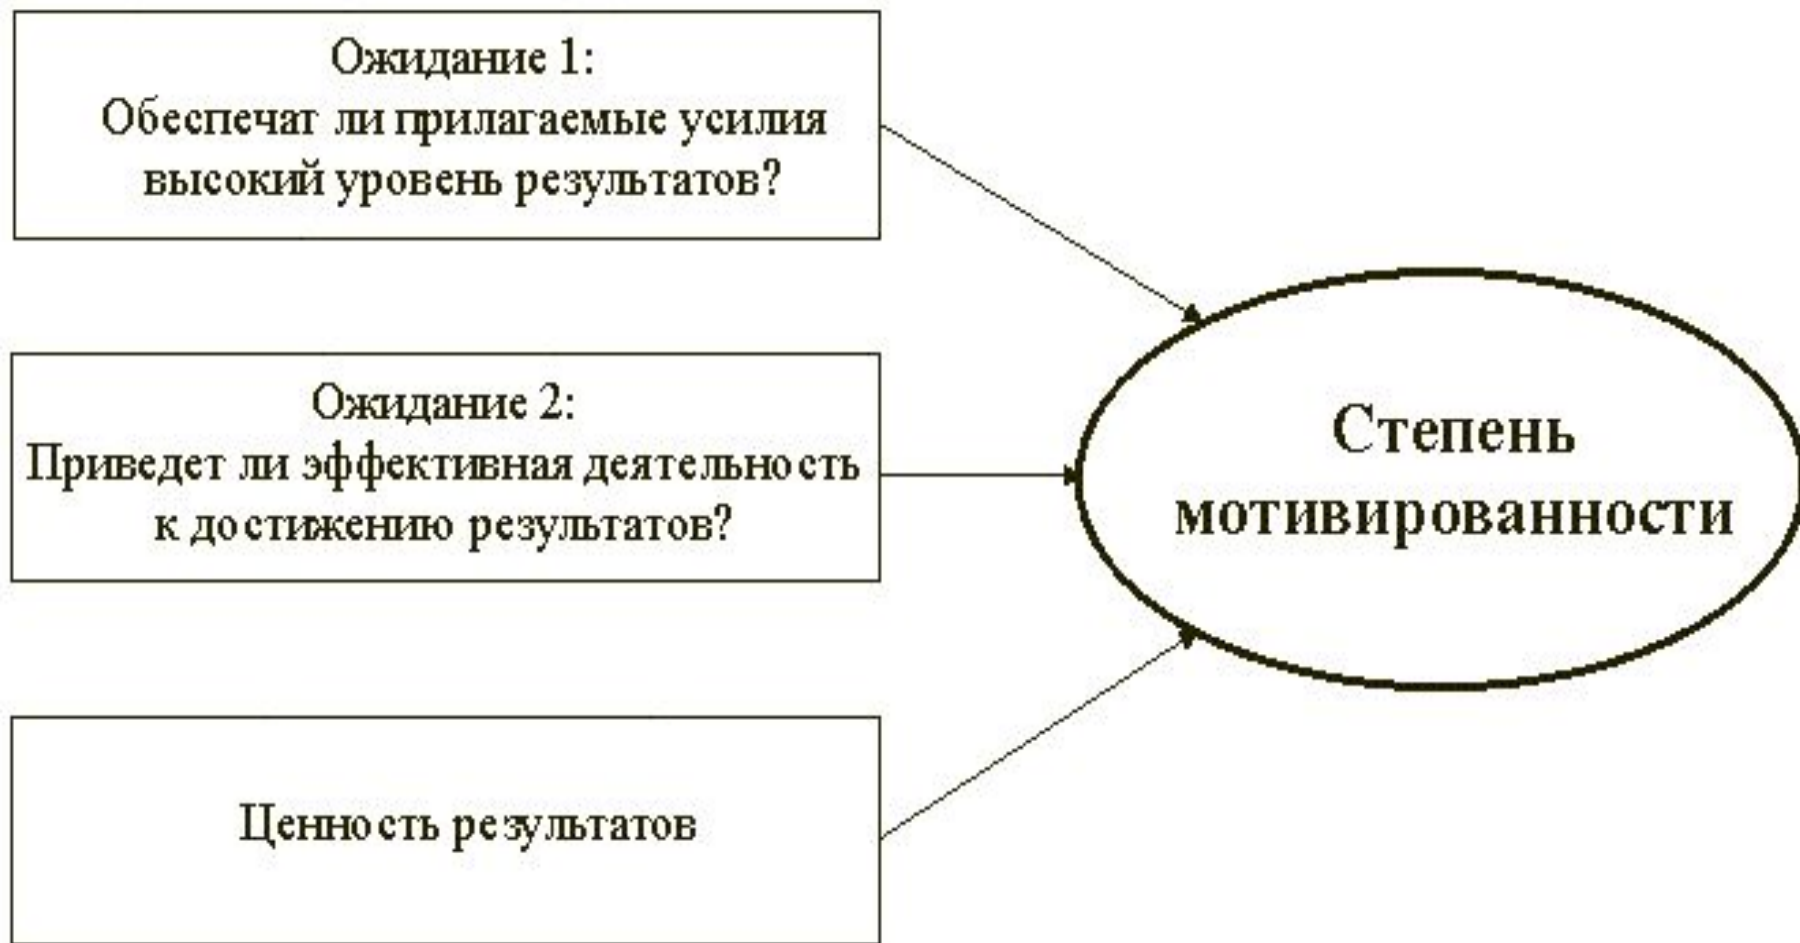 Ожидание 1:
Обеспечат ли прилагаемые усилия
высокий уровень результатов?
Ожидание 2:
Приведет ли эффективная деятельность
к достижению результатов?
Ценность результатов
Степень
мотивированности